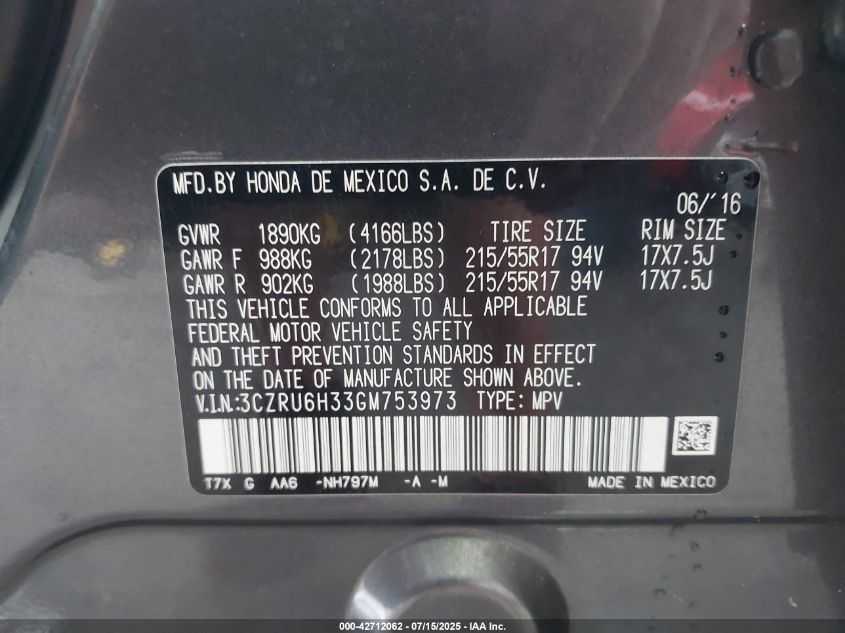 MFD.BY HONDA DE MEXICO S.A. DE C.V.
06/'16
GVWR 1890KG (4166LBS) TIRE SIZE RIM SIZE
GAWR F 988KG (2178LBS) 215/55R17 94V 17X7.5J
GAWR R 902KG (1988LBS) 215/55R17 94V 17X7.5J
THIS VEHICLE CONFORMS TO ALL APPLICABLE
FEDERAL MOTOR VEHICLE SAFETY
AND THEFT PREVENTION STANDARDS IN EFFECT
ON THE DATE OF MANUFACTURE SHOWN ABOVE.
V.I.N.:3CZRU6H33GM753973 TYPE: MPV
T7X G AA6 -NH797M -A -M MADE IN MEXICO
000-42712062 - 07/15/2025 - IAA Inc.